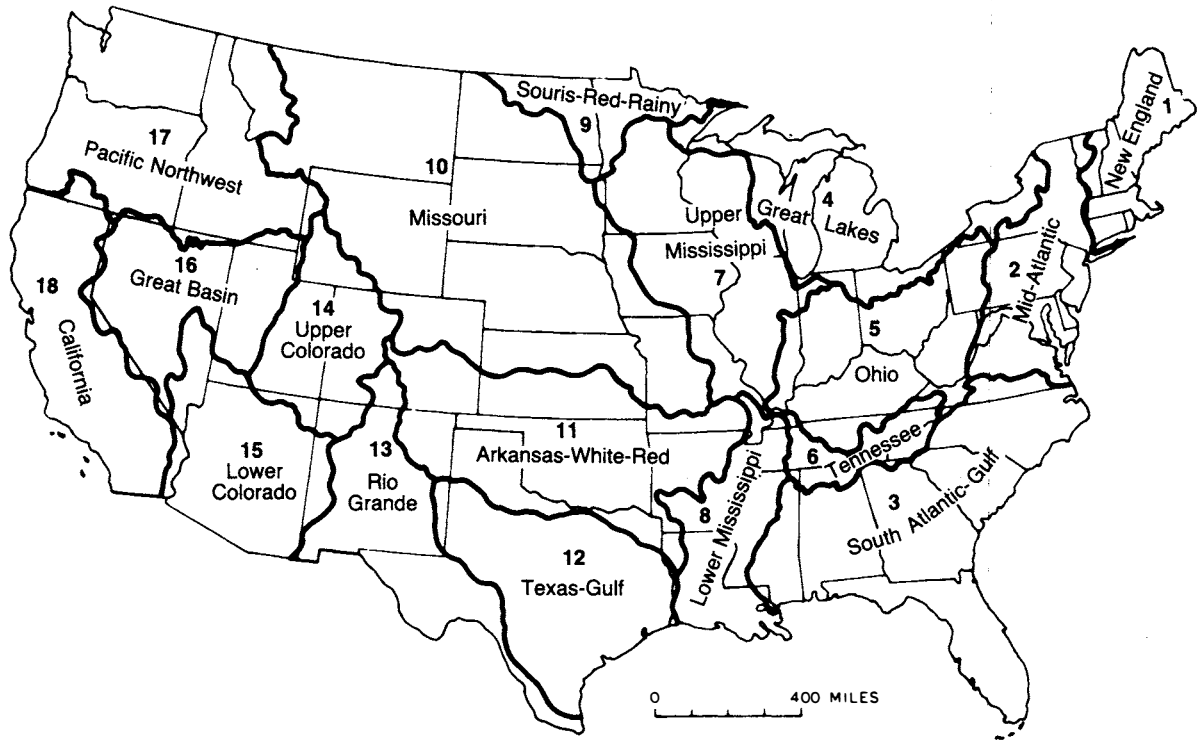 1
New England
2
Mid-Atlantic
3
South Atlantic-Gulf
4
Great Lakes
5
Ohio
6
Tennessee
Upper
Mississippi
7
8
Lower Mississippi
Souris-Red-Rainy
9
10
Missouri
11
Arkansas-White-Red
12
Texas-Gulf
13
Rio
Grande
14
Upper
Colorado
15
Lower
Colorado
16
Great Basin
17
Pacific Northwest
18
California
0 400 MILES